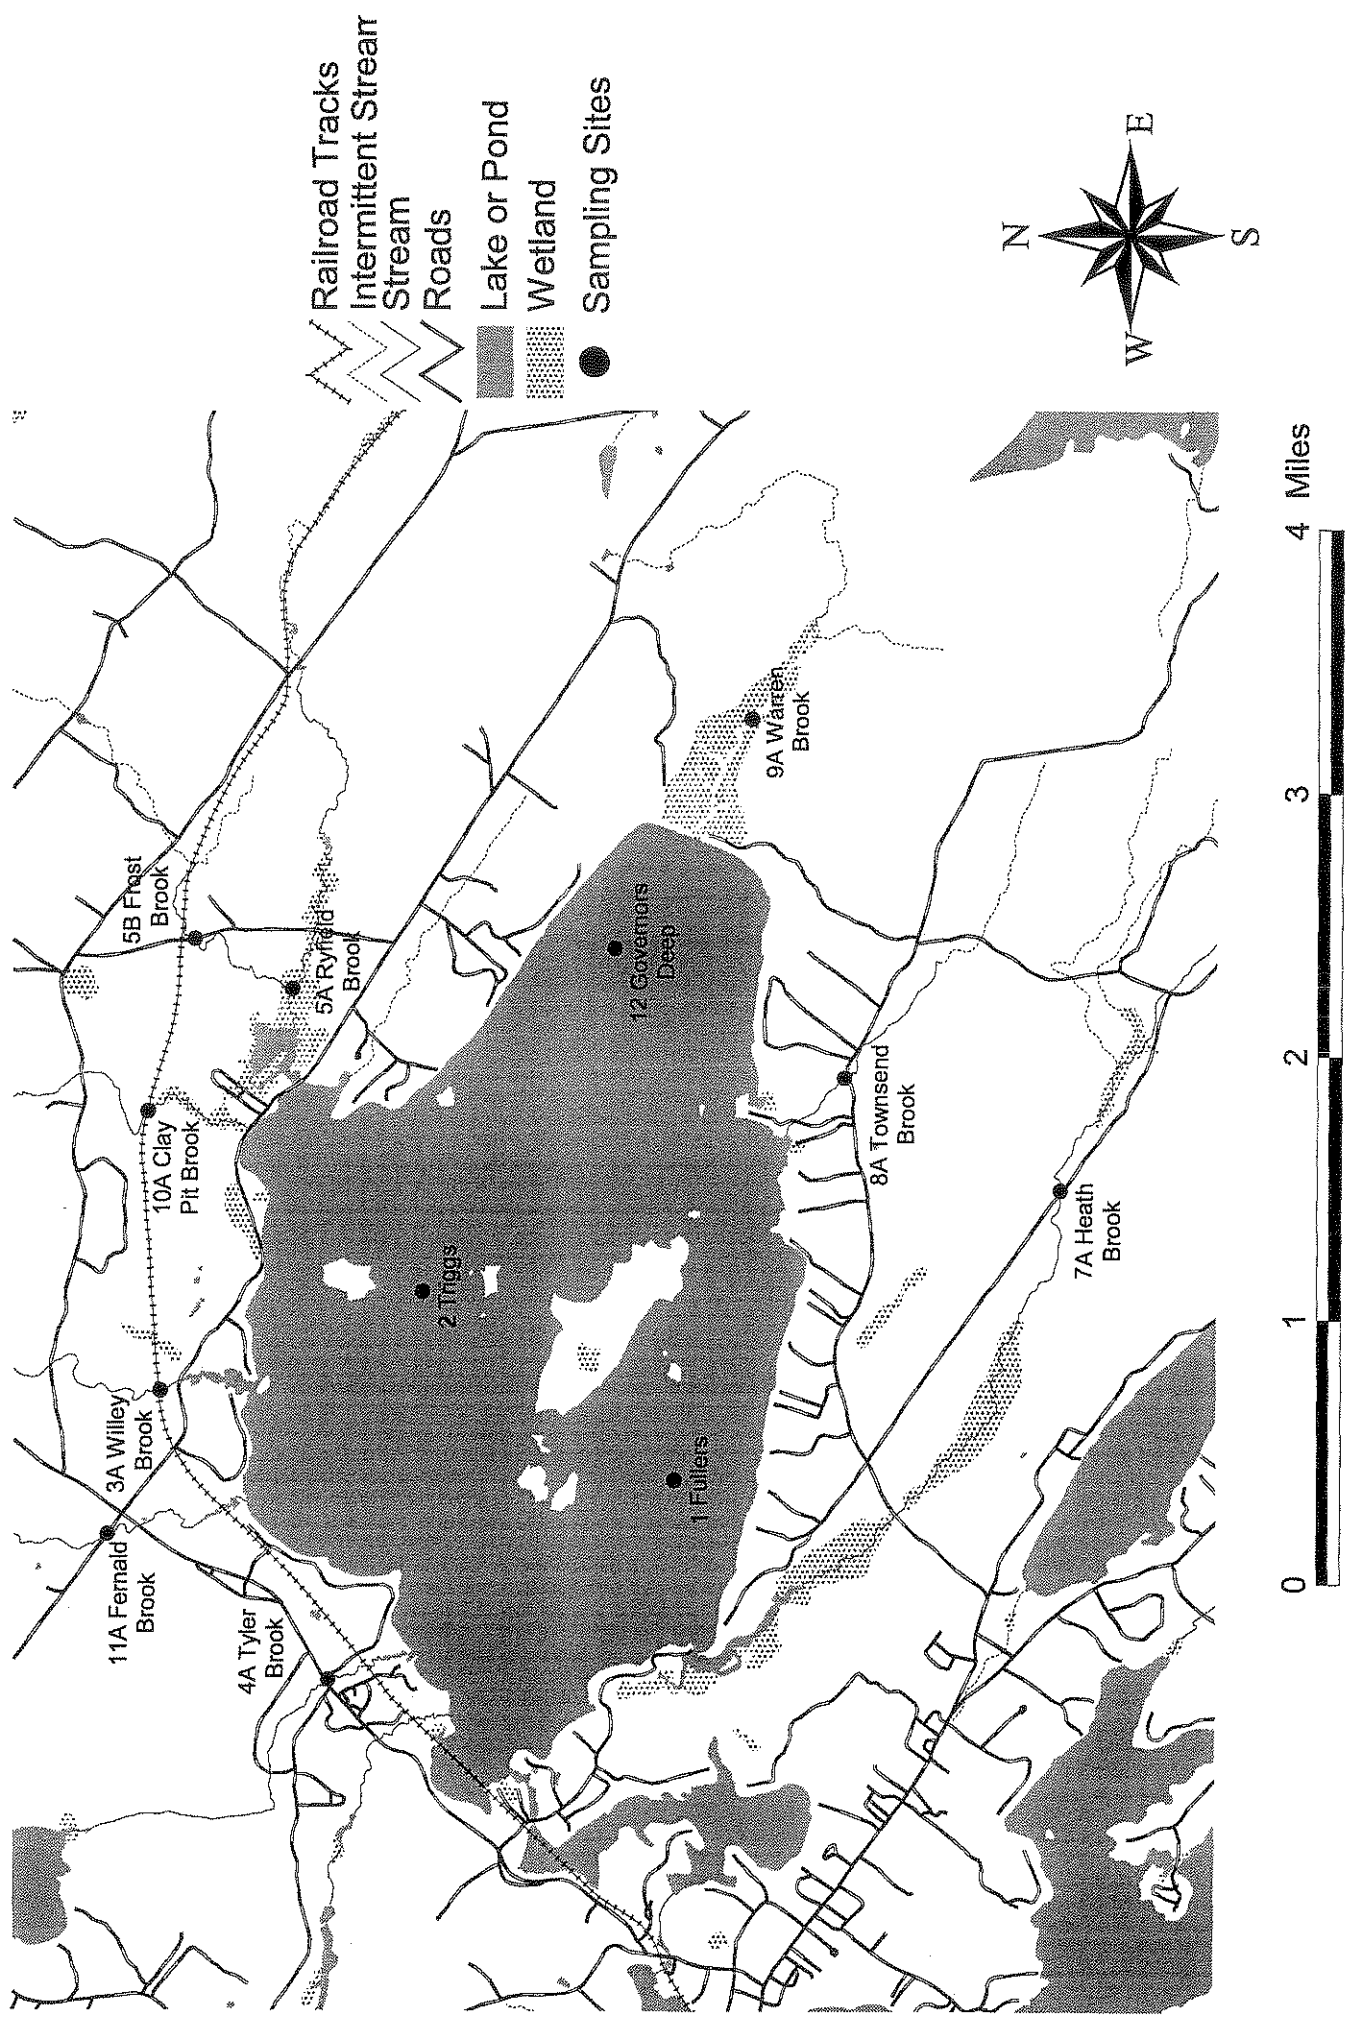 Railroad Tracks
Intermittent Stream
Stream
Roads
Lake or Pond
Wetland
Sampling Sites
N
W
E
S
11A Fernald
Brook
3A Willey
Brook
10A Clay
Pit Brook
5B Frost
Brook
4A Tyler
Brook
5A Ryfield
Brook
2 Triggs
12 Governors
Deep
1 Fullers
9A Warren
Brook
8A Townsend
Brook
7A Heath
Brook
0
1
2
3
4 Miles